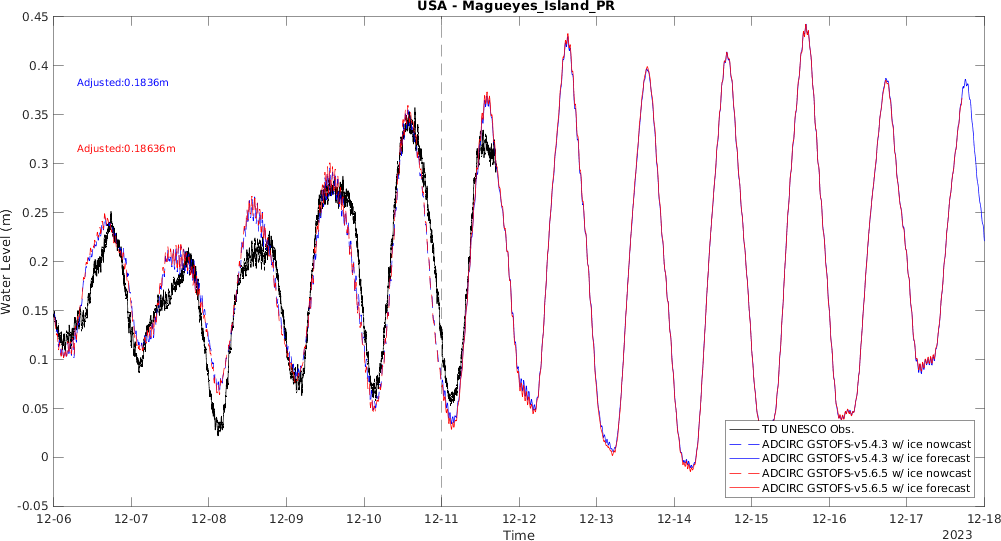 USA - Magueyes_Island_PR
Water Level (m)
0.45
0.4
0.35
0.3
0.25
0.2
0.15
0.1
0.05
0
-0.05
Adjusted:0.1836m
Adjusted:0.18636m
TD UNESCO Obs.
ADCIRC GSTOFS-v5.4.3 w/ ice nowcast
ADCIRC GSTOFS-v5.4.3 w/ ice forecast
ADCIRC GSTOFS-v5.6.5 w/ ice nowcast
ADCIRC GSTOFS-v5.6.5 w/ ice forecast
12-06 12-07 12-08 12-09 12-10 12-11 12-12 12-13 12-14 12-15 12-16 12-17 12-18
Time
2023